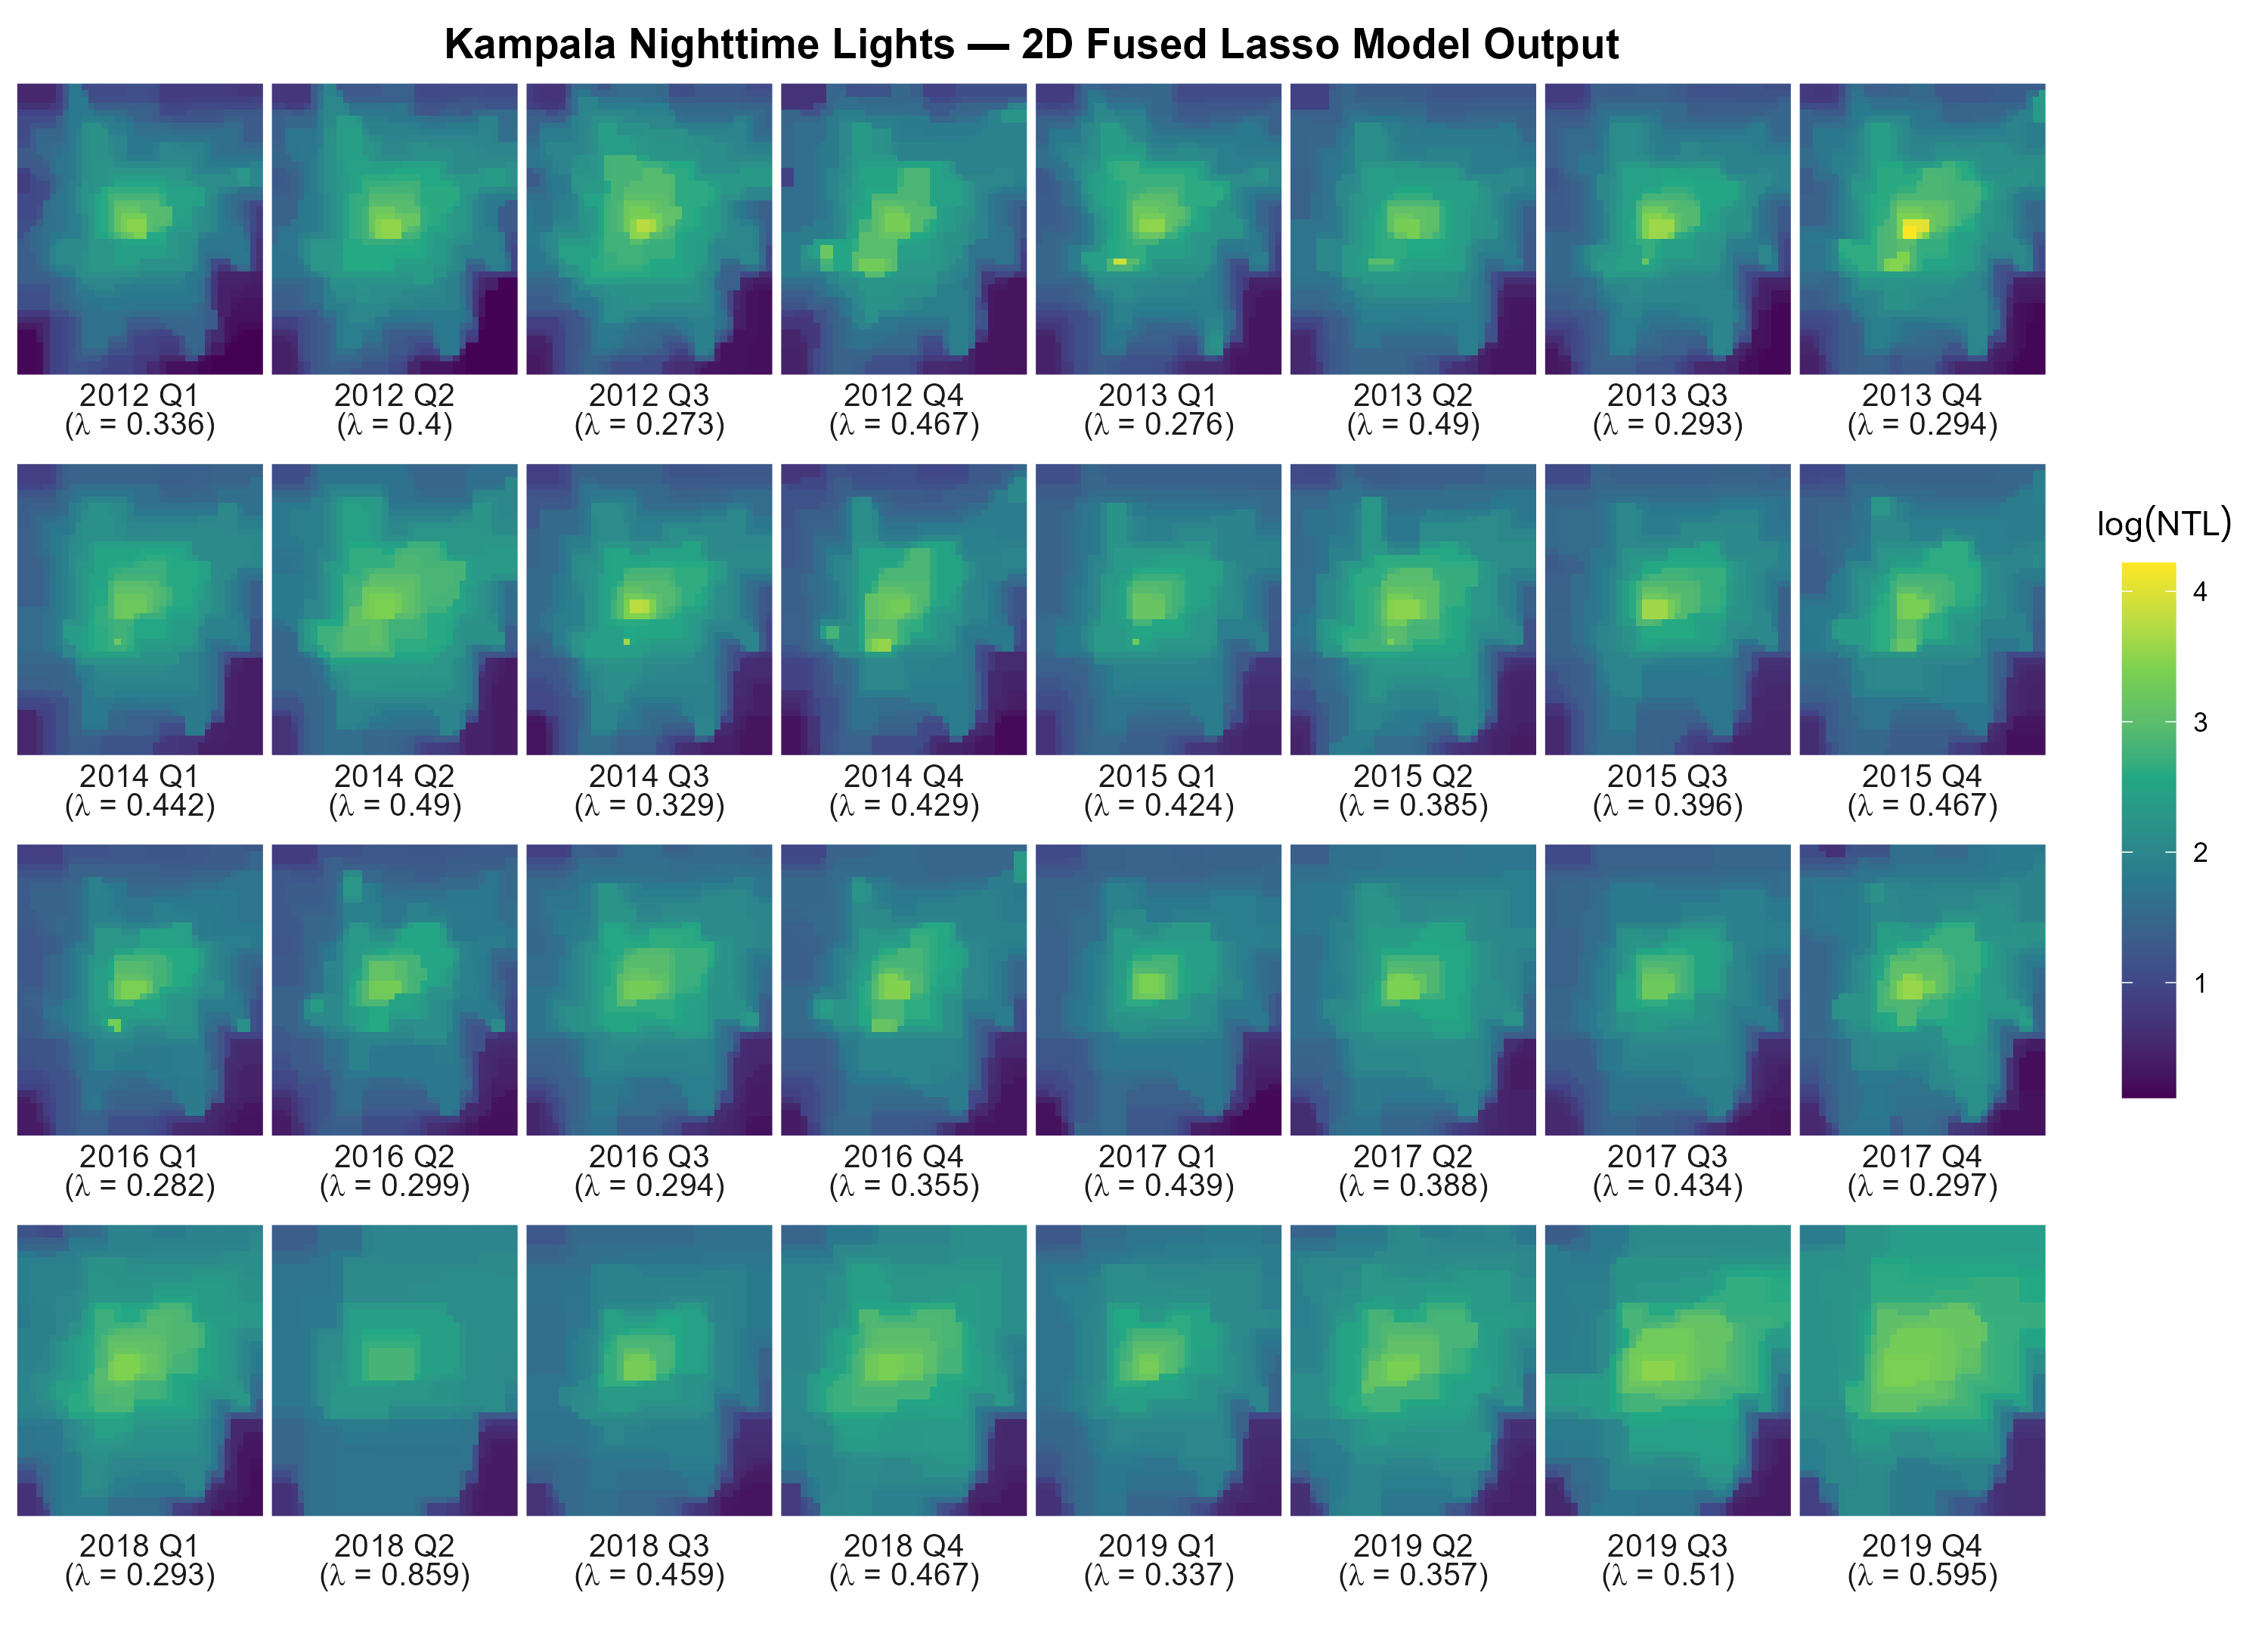 Kampala Nighttime Lights — 2D Fused Lasso Model Output
2012 Q1
(λ = 0.336)
2012 Q2
(λ = 0.4)
2012 Q3
(λ = 0.273)
2012 Q4
(λ = 0.467)
2013 Q1
(λ = 0.276)
2013 Q2
(λ = 0.49)
2013 Q3
(λ = 0.293)
2013 Q4
(λ = 0.294)
2014 Q1
(λ = 0.442)
2014 Q2
(λ = 0.49)
2014 Q3
(λ = 0.329)
2014 Q4
(λ = 0.429)
2015 Q1
(λ = 0.424)
2015 Q2
(λ = 0.385)
2015 Q3
(λ = 0.396)
2015 Q4
(λ = 0.467)
2016 Q1
(λ = 0.282)
2016 Q2
(λ = 0.299)
2016 Q3
(λ = 0.294)
2016 Q4
(λ = 0.355)
2017 Q1
(λ = 0.439)
2017 Q2
(λ = 0.388)
2017 Q3
(λ = 0.434)
2017 Q4
(λ = 0.297)
2018 Q1
(λ = 0.293)
2018 Q2
(λ = 0.859)
2018 Q3
(λ = 0.459)
2018 Q4
(λ = 0.467)
2019 Q1
(λ = 0.337)
2019 Q2
(λ = 0.357)
2019 Q3
(λ = 0.51)
2019 Q4
(λ = 0.595)
log(NTL)
4
3
2
1